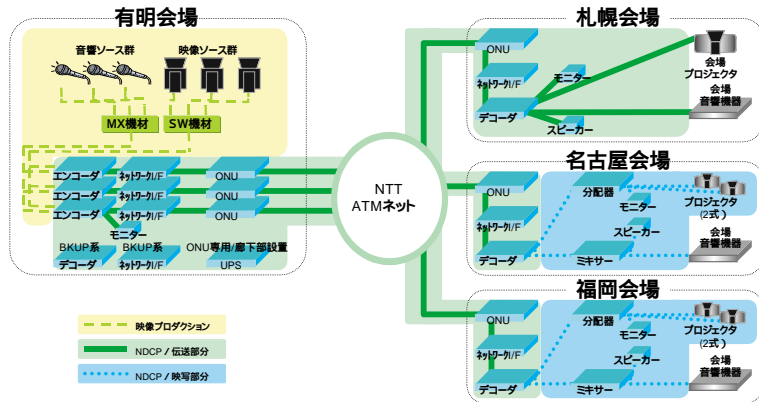 有明会場
音響ソース群
映像ソース群
MX機材
SW機材
エンコーダ
ネットワークI/F
ONU
エンコーダ
ネットワークI/F
ONU
エンコーダ
ネットワークI/F
ONU
モニター
BKUP系
デコーダ
BKUP系
ネットワークI/F
ONU専用/廊下部設置
UPS
映像プロダクション
NDCP / 伝送部分
NDCP / 映写部分
NTT
ATMネット
札幌会場
ONU
ネットワークI/F
デコーダ
モニター
スピーカー
会場
プロジェクタ
会場
音響機器
名古屋会場
ONU
ネットワークI/F
デコーダ
分配器
モニター
スピーカー
ミキサー
プロジェクタ
(2式)
会場
音響機器
福岡会場
ONU
ネットワークI/F
デコーダ
分配器
モニター
スピーカー
ミキサー
プロジェクタ
(2式)
会場
音響機器